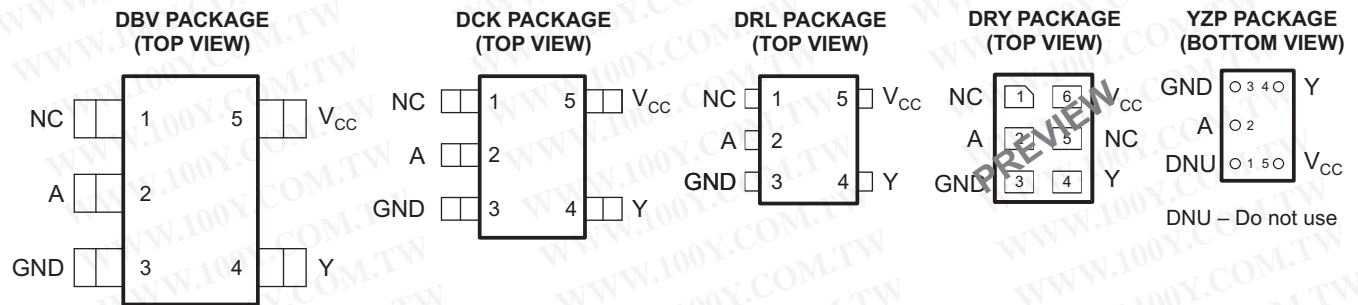 DBV PACKAGE
(TOP VIEW)
NC 1 5 VCC
A 2
GND 3 4 Y
DCK PACKAGE
(TOP VIEW)
NC 1 5 VCC
A 2
GND 3 4 Y
DRL PACKAGE
(TOP VIEW)
NC 1 5 VCC
A 2
GND 3 4 Y
DRY PACKAGE
(TOP VIEW)
NC 1 6 VCC
A 2 5 NC
GND 3 4 Y
PREVIEW
YZP PACKAGE
(BOTTOM VIEW)
GND 3 4 Y
A 2
DNU 1 5 VCC
DNU – Do not use
WWW.100Y.COM.TW